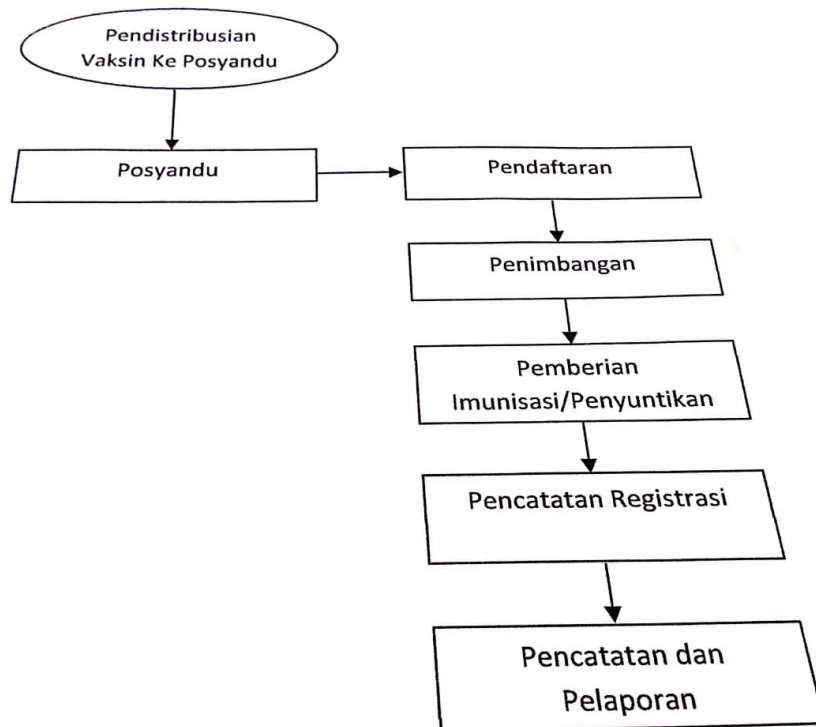 Pendistribusian
Vaksin Ke Posyandu
Posyandu
Pendaftaran
Penimbangan
Pemberian
Imunisasi/Penyuntikan
Pencatatan Registrasi
Pencatatan dan
Pelaporan